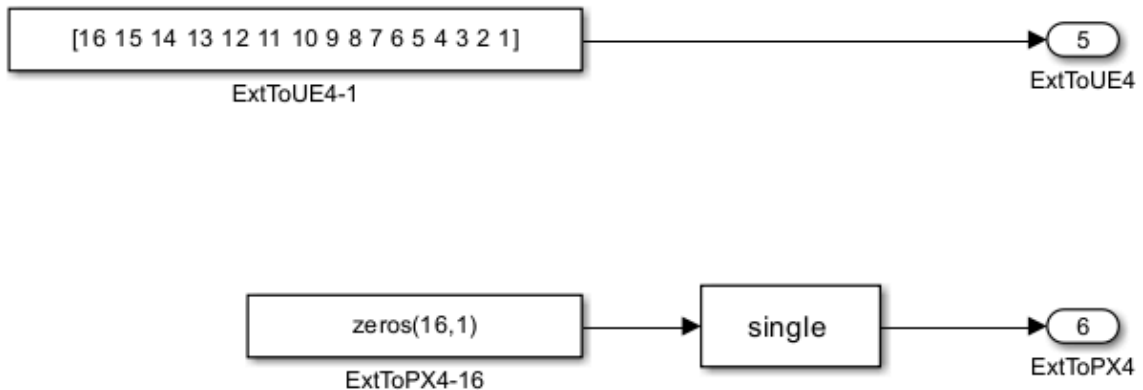 [16 15 14 13 12 11 10 9 8 7 6 5 4 3 2 1]
5
ExtToUE4-1
ExtToUE4
zeros(16,1)
single
6
ExtToPX4-16
ExtToPX4